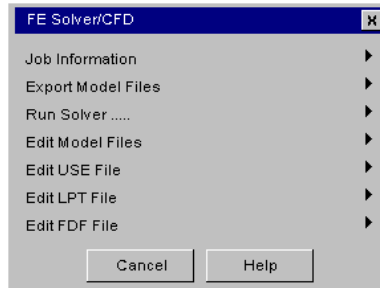 FE Solver/CFD
Job Information
Export Model Files
Run Solver .....
Edit Model Files
Edit USE File
Edit LPT File
Edit FDF File
Cancel Help